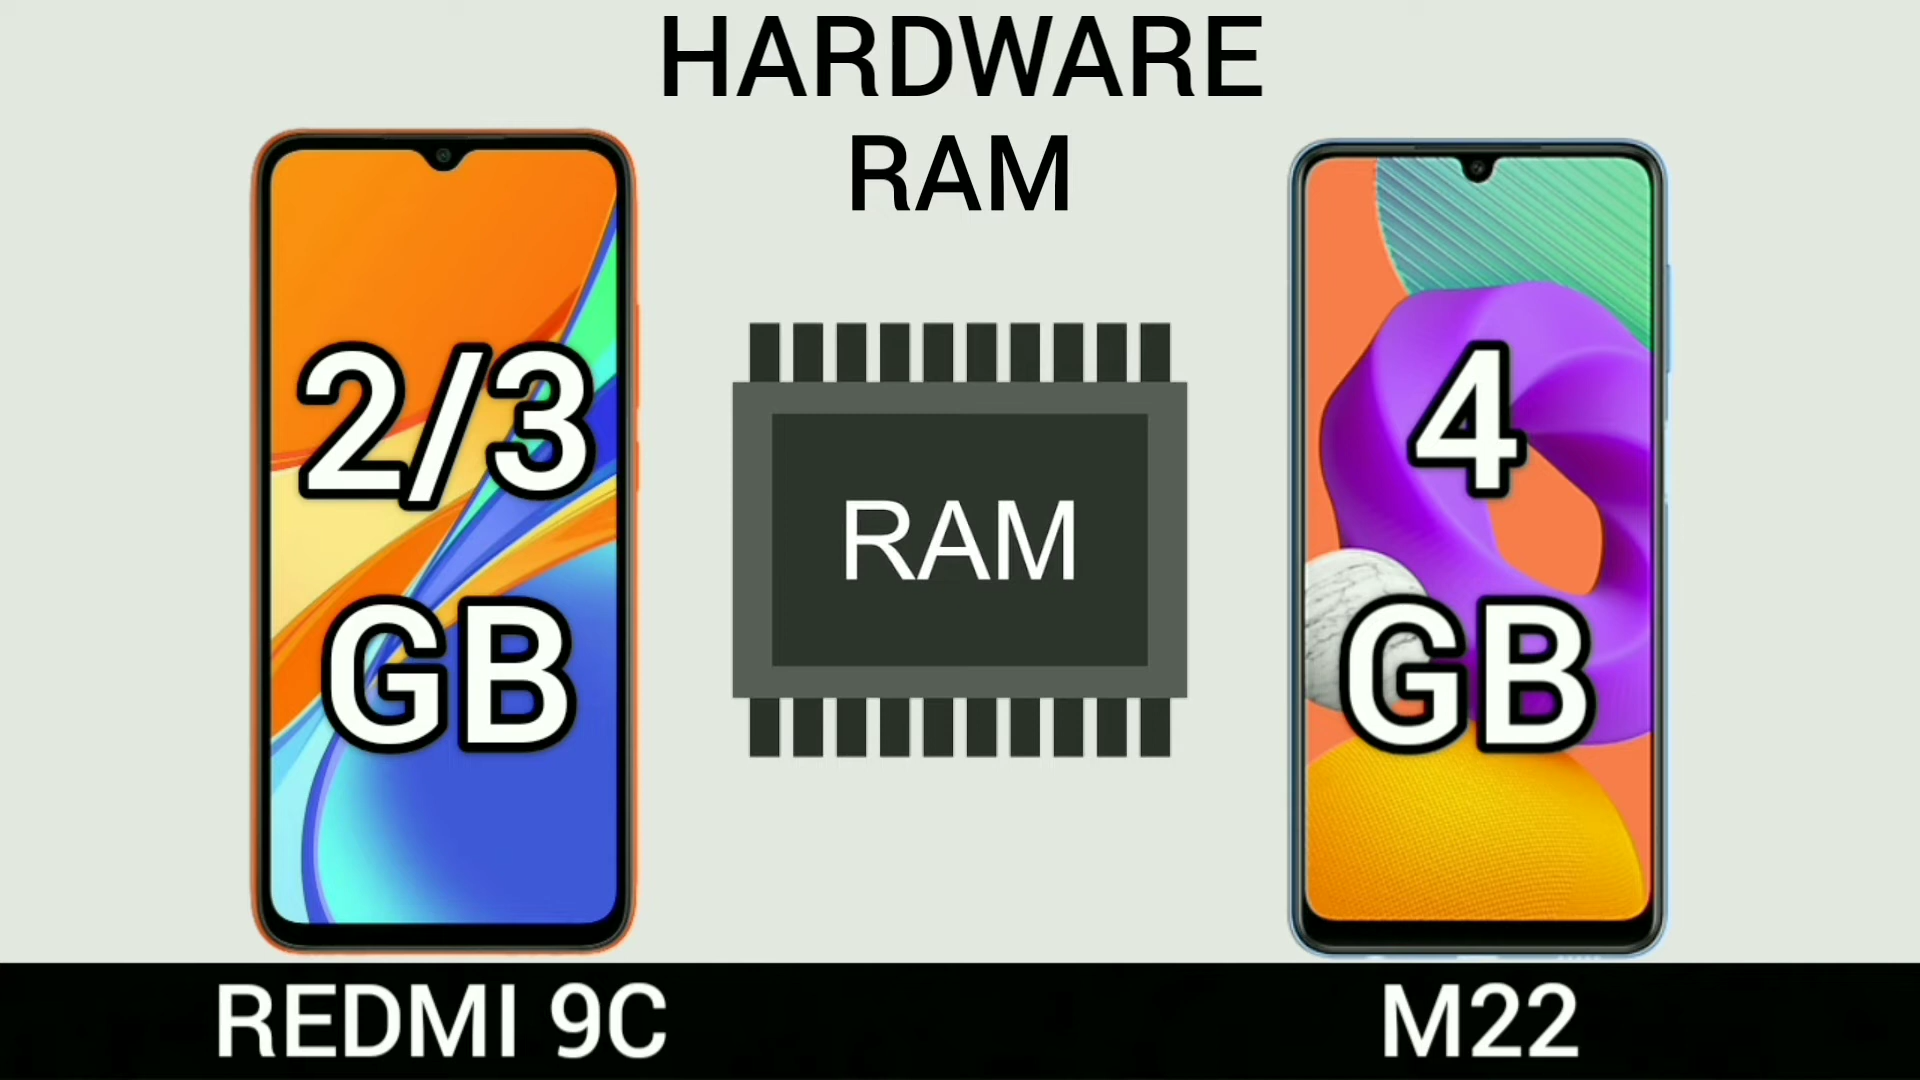 HARDWARE
RAM
2/3
GB
RAM
4
GB
REDMI 9C
M22